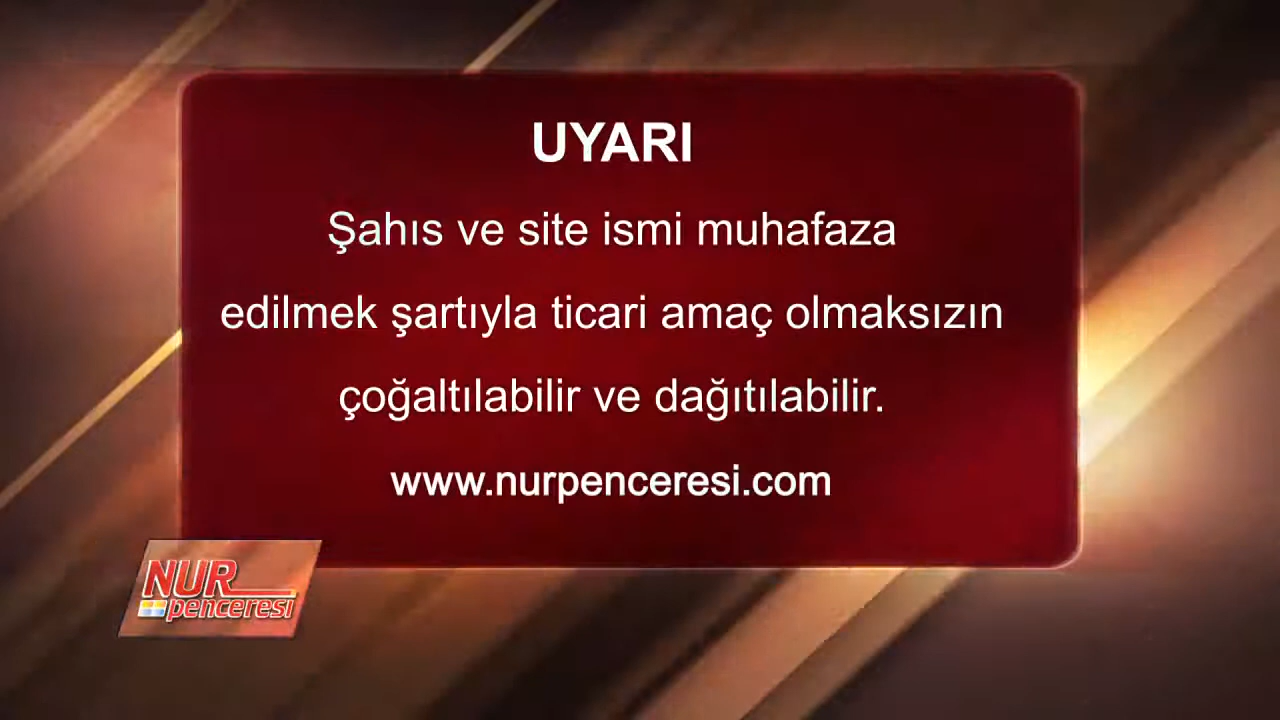 UYARI
Şahıs ve site ismi muhafaza
edilmek şartıyla ticari amaç olmaksızın
çoğaltılabilir ve dağıtılabilir.
www.nurpenceresi.com
NUR
penceresi